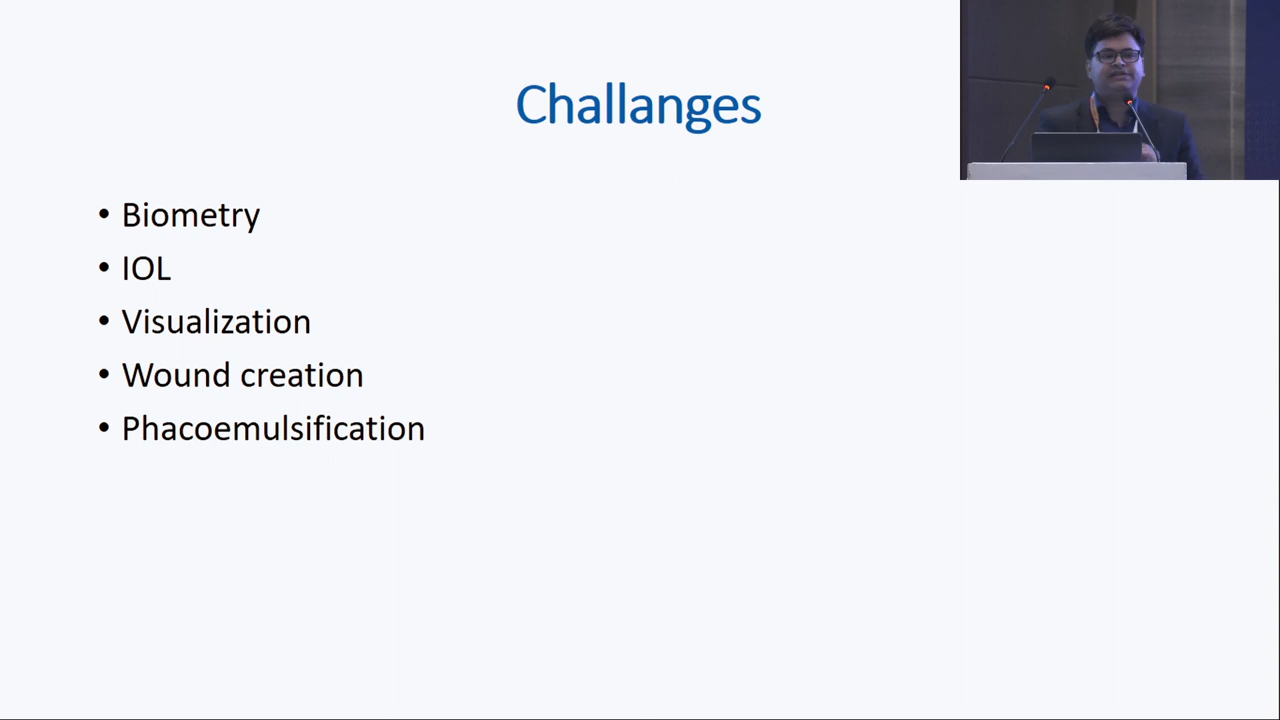 Challanges
• Biometry
• IOL
• Visualization
• Wound creation
• Phacoemulsification